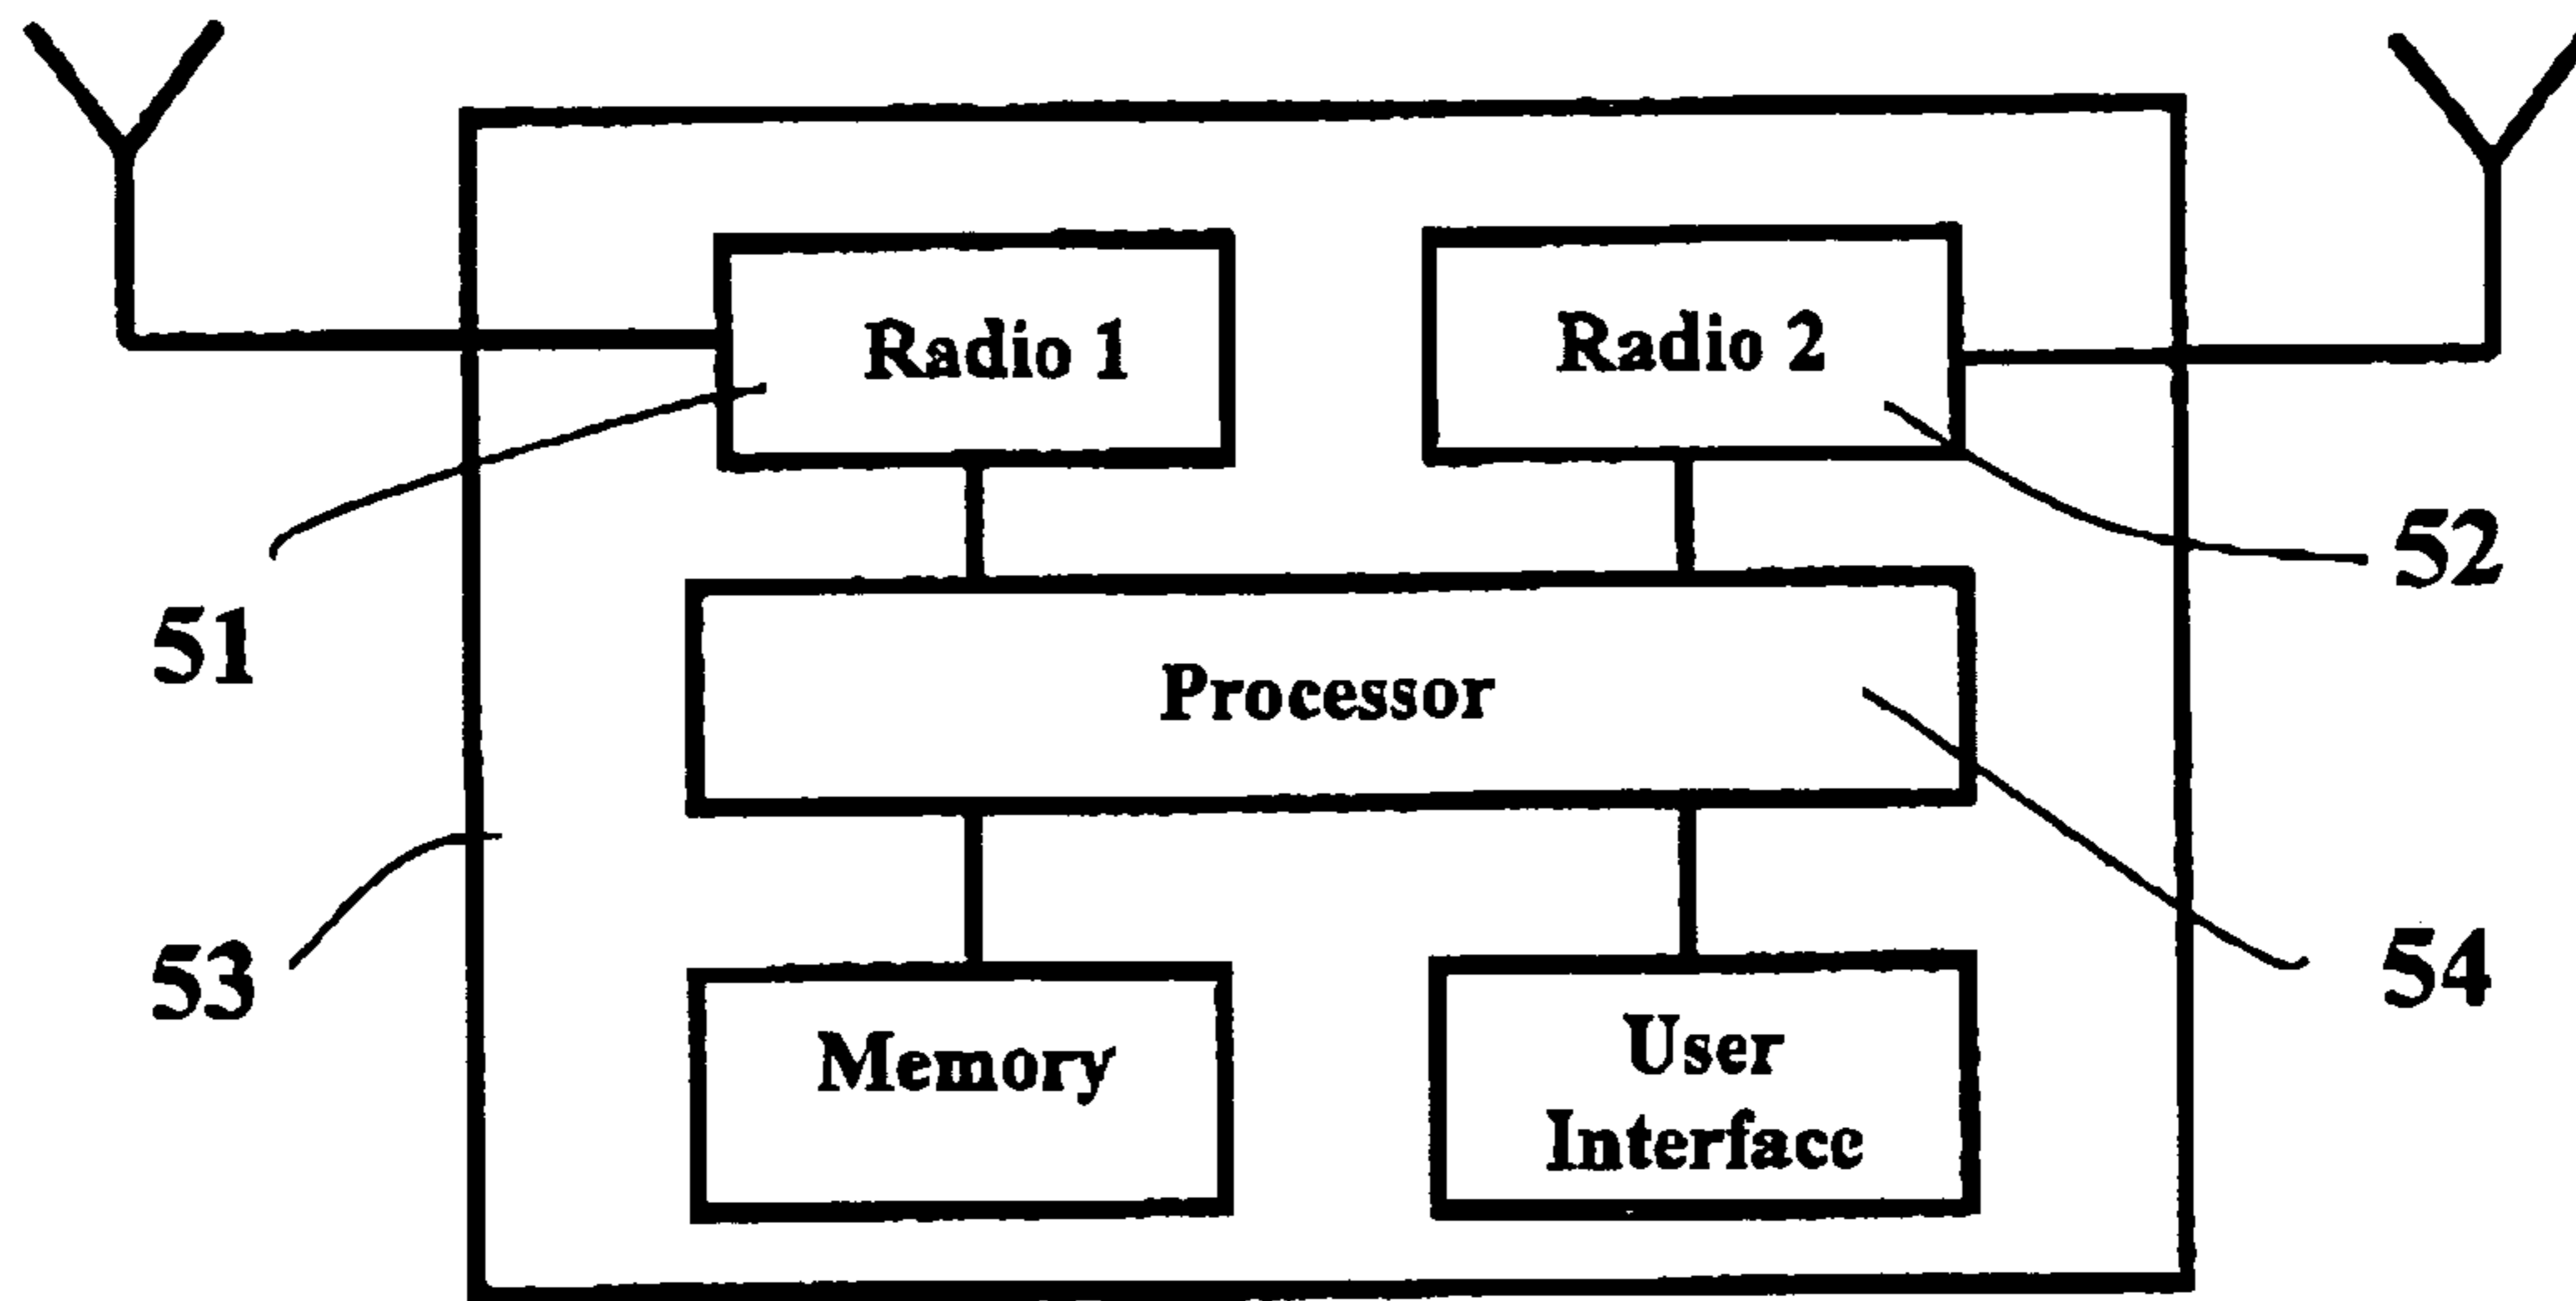 Radio 1
Radio 2
51
52
Processor
53
54
Memory
User
Interface